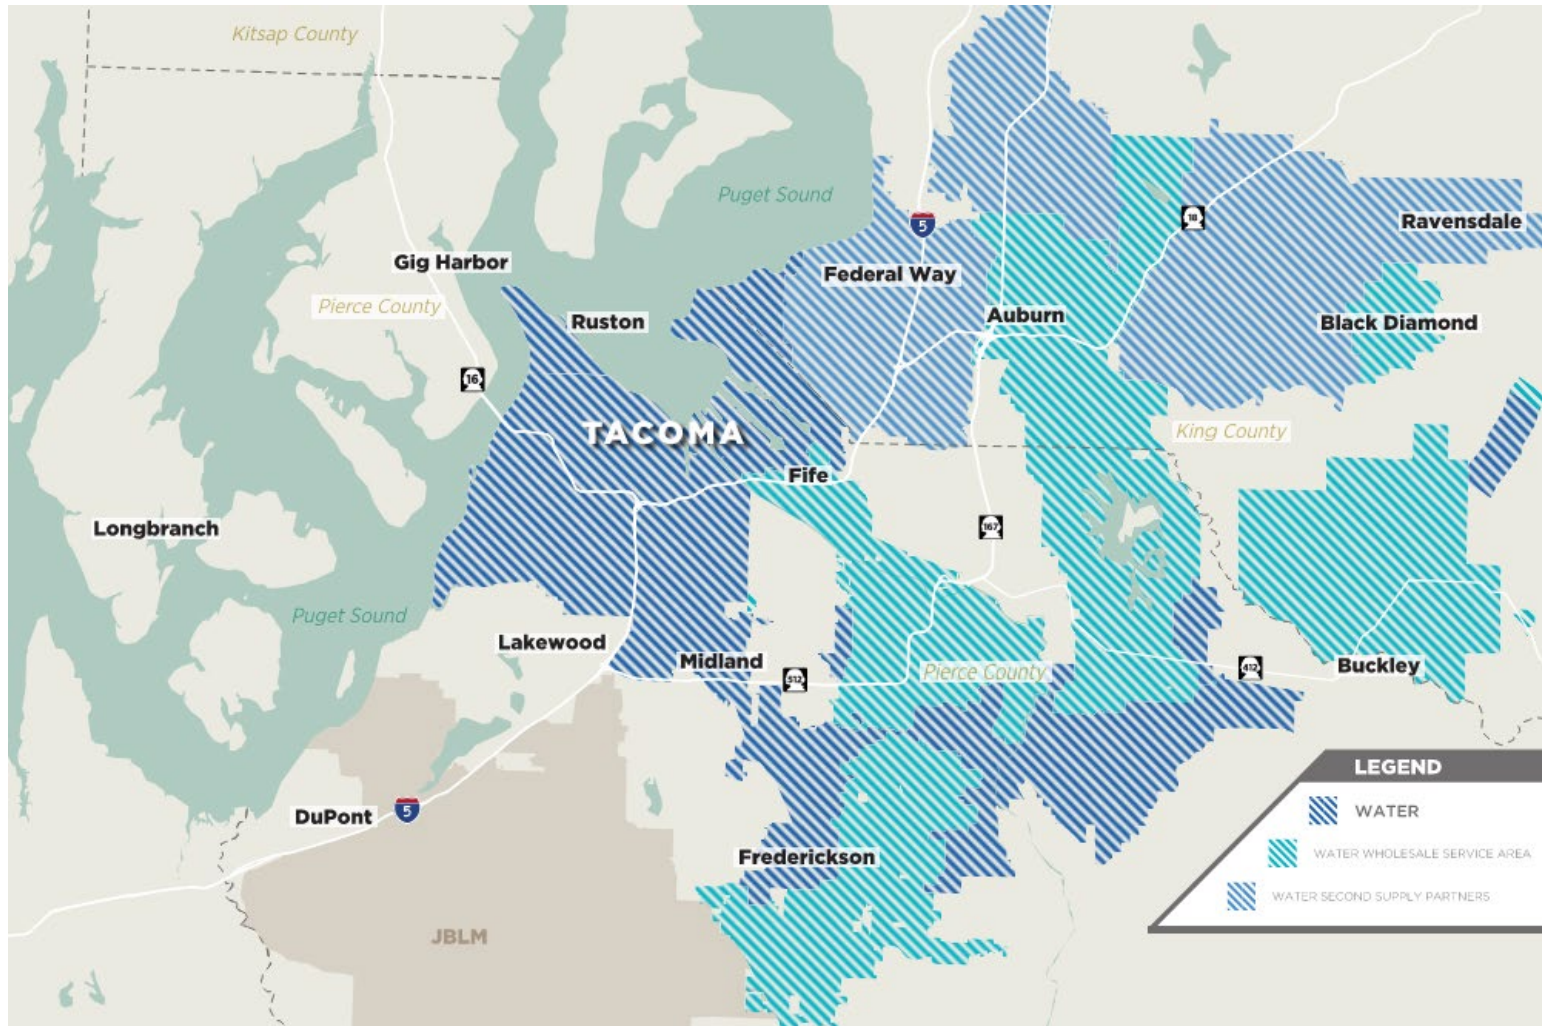 Kitsap County
Puget Sound
18
Ravensdale
5
Gig Harbor
Federal Way
Pierce County
Auburn
Ruston
Black Diamond
16
TACOMA
King County
Fife
Longbranch
167
Puget Sound
Lakewood
Midland
Pierce County
Buckley
512
412
LEGEND
WATER
WATER WHOLESALE SERVICE AREA
WATER SECOND SUPPLY PARTNERS
DuPont
5
Frederickson
JBLM